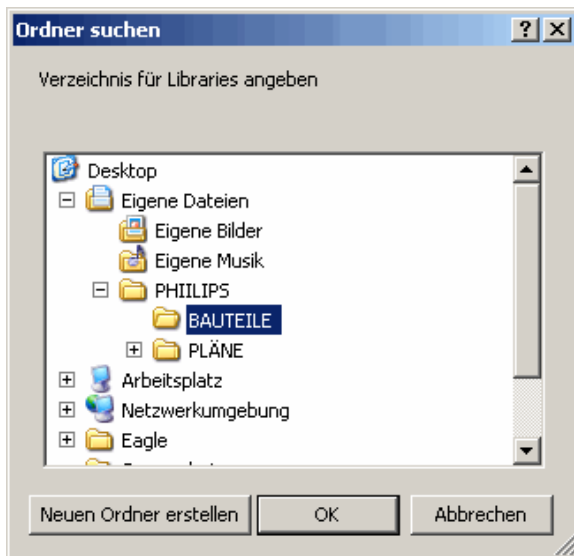 Ordner suchen
Verzeichnis für Libraries angeben
Desktop
Eigene Dateien
Eigene Bilder
Eigene Musik
PHIILIPS
BAUTEILE
PLÄNE
Arbeitsplatz
Netzwerkumgebung
Eagle
Neuen Ordner erstellen
OK
Abbrechen